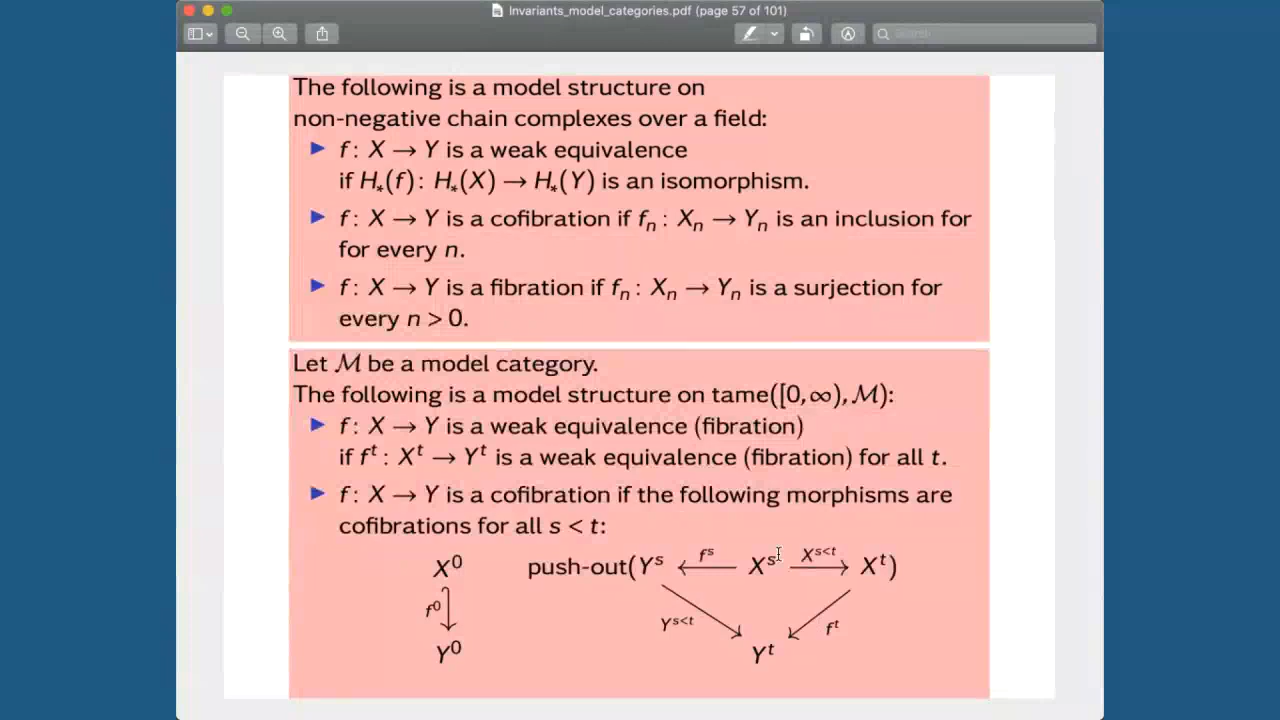 Invariants_model_categories.pdf (page 57 of 101)
Search
The following is a model structure on
non-negative chain complexes over a field:
▶ f : X → Y is a weak equivalence
if H∗(f) : H∗(X) → H∗(Y) is an isomorphism.
▶ f : X → Y is a cofibration if fₙ : Xₙ → Yₙ is an inclusion for
for every n.
▶ f : X → Y is a fibration if fₙ : Xₙ → Yₙ is a surjection for
every n > 0.
Let ℳ be a model category.
The following is a model structure on tame([0, ∞), ℳ):
▶ f : X → Y is a weak equivalence (fibration)
if fᵗ : Xᵗ → Yᵗ is a weak equivalence (fibration) for all t.
▶ f : X → Y is a cofibration if the following morphisms are
cofibrations for all s < t:
X⁰ push-out(Yˢ ← fˢ Xˢ X^{s<t} → Xᵗ)
f⁰ Y^{s<t} fᵗ
Y⁰ Yᵗ